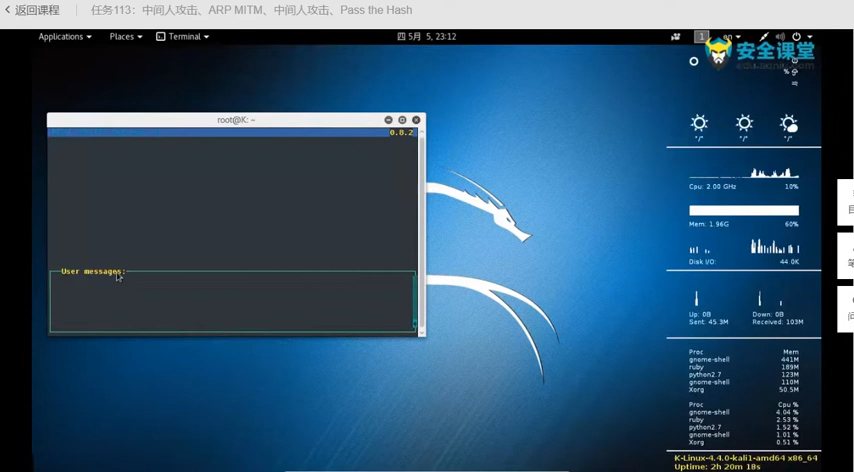 返回课程 任务113：中间人攻击、ARP MITM、中间人攻击、Pass the Hash
Applications Places Terminal 四 5月 5, 23:12 1 en
安全课堂
root@K: ~
0.8.2
User messages:
Cpu: 2.00 GHz 10%
Mem: 1.96G 60%
Disk I/O: 44.0K
Up: 0B Down: 0B
Sent: 45.3M Received: 103M
Proc Mem
gnome-shell 441M
ruby 189M
python2.7 123M
gnome-shell 110M
Xorg 50.5M
Proc Cpu %
gnome-shell 4.04 %
ruby 2.53 %
python2.7 1.52 %
gnome-shell 1.01 %
Xorg 0.51 %
K-Linux-4.4.0-kali1-amd64 x86_64
Uptime: 2h 20m 18s